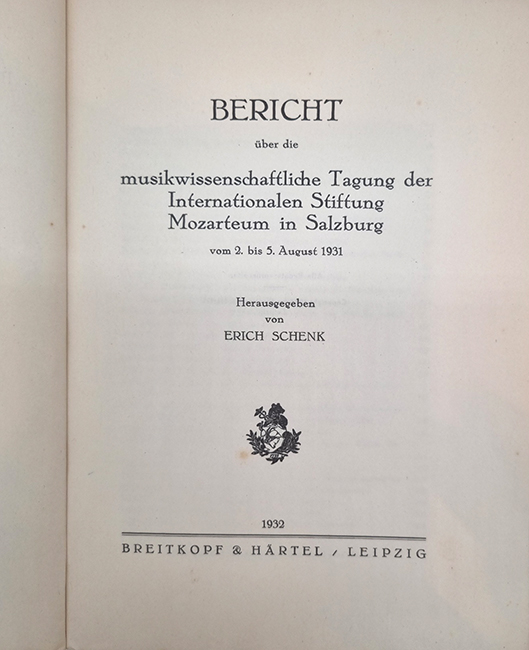 BERICHT
über die
musikwissenschaftliche Tagung der
Internationalen Stiftung
Mozarteum in Salzburg
vom 2. bis 5. August 1931
Herausgegeben
von
ERICH SCHENK
1932
BREITKOPF & HÄRTEL / LEIPZIG